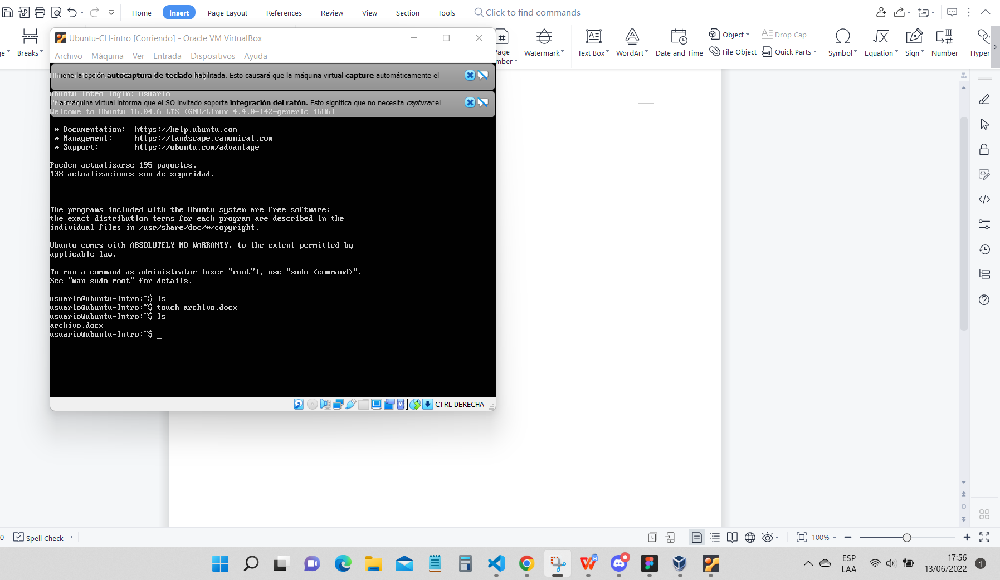 Home Insert Page Layout References Review View Section Tools Click to find commands
Breaks
Page
Watermark
Text Box
WordArt
Date and Time
Object
File Object
Drop Cap
Quick Parts
Symbol
Equation
Sign
Number
Hyper
Ubuntu-CLI-intro [Corriendo] - Oracle VM VirtualBox
Archivo Máquina Ver Entrada Dispositivos Ayuda
Tiene la opción autocaptura de teclado habilitada. Esto causará que la máquina virtual capture automáticamente el
ubuntu-Intro login: usuario
La máquina virtual informa que el SO invitado soporta integración del ratón. Esto significa que no necesita capturar el
Welcome to Ubuntu 16.04.6 LTS (GNU/Linux 4.4.0-142-generic i686)
* Documentation: https://help.ubuntu.com
* Management: https://landscape.canonical.com
* Support: https://ubuntu.com/advantage
Pueden actualizarse 195 paquetes.
138 actualizaciones son de seguridad.
The programs included with the Ubuntu system are free software;
the exact distribution terms for each program are described in the
individual files in /usr/share/doc/*/copyright.
Ubuntu comes with ABSOLUTELY NO WARRANTY, to the extent permitted by
applicable law.
To run a command as administrator (user "root"), use "sudo <command>".
See "man sudo_root" for details.
usuario@ubuntu-Intro:~$ ls
usuario@ubuntu-Intro:~$ touch archivo.docx
usuario@ubuntu-Intro:~$ ls
archivo.docx
usuario@ubuntu-Intro:~$ _
CTRL DERECHA
Spell Check
100%
ESP
LAA
17:56
13/06/2022
1